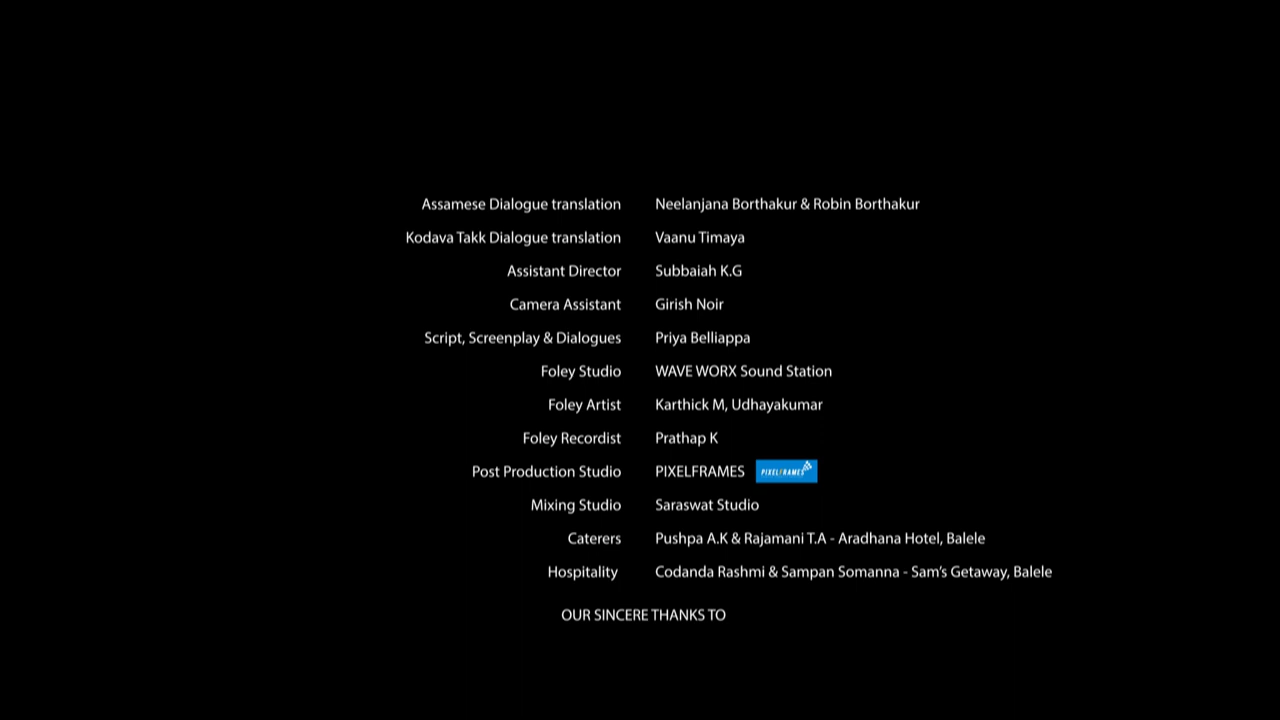 Assamese Dialogue translation Neelanjana Borthakur & Robin Borthakur
Kodava Takk Dialogue translation Vaanu Timaya
Assistant Director Subbaiah K.G
Camera Assistant Girish Noir
Script, Screenplay & Dialogues Priya Belliappa
Foley Studio WAVE WORX Sound Station
Foley Artist Karthick M, Udhayakumar
Foley Recordist Prathap K
Post Production Studio PIXELFRAMES PIXELFRAMES
Mixing Studio Saraswat Studio
Caterers Pushpa A.K & Rajamani T.A - Aradhana Hotel, Balele
Hospitality Codanda Rashmi & Sampan Somanna - Sam's Getaway, Balele
OUR SINCERE THANKS TO